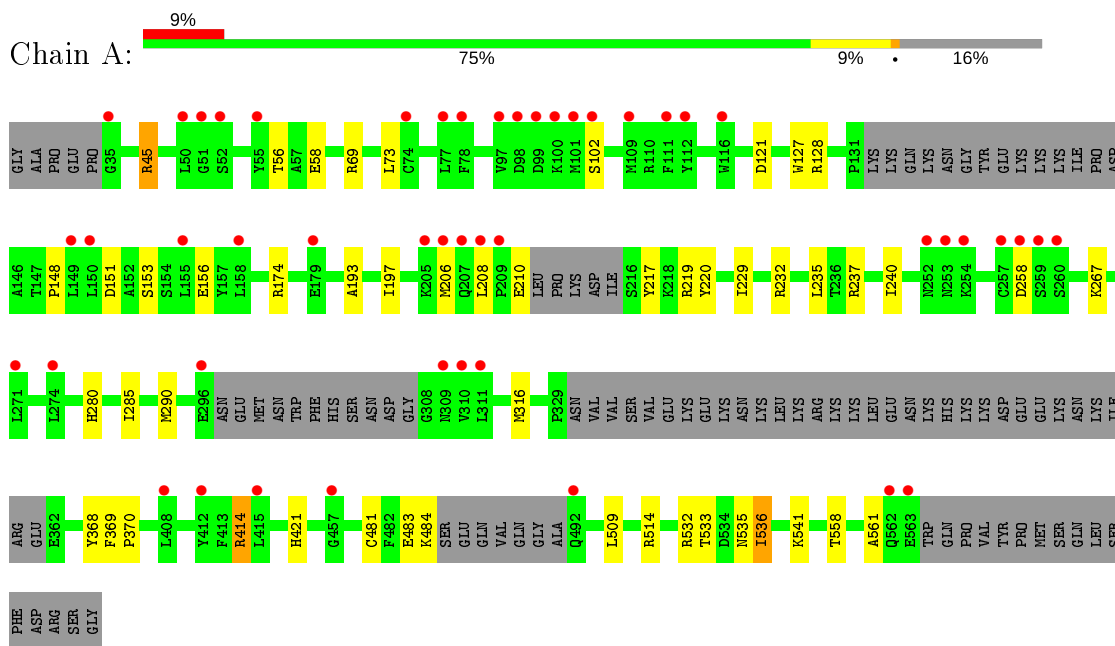 9%
Chain A:
75% 9% • 16%
GLY ALA PRO GLU PRO G35 R45 L50 G51 S52 Y55 T56 A57 E58 R69 L73 C74 L77 F78 V97 D98 D99 K100 M101 S102 M109 R110 F111 Y112 W116 D121 W127 R128 P131 LYS LYS GLN LYS ASN GLY TYR GLU LYS LYS LYS ILE PRO ASP
A146 T147 P148 L149 L150 D151 A152 S153 S154 L155 E156 Y157 L158 R174 E179 A193 I197 K205 M206 Q207 L208 P209 E210 LEU PRO LYS ASP ILE S216 Y217 K218 R219 Y220 I229 R232 L235 T236 R237 I240 N252 N253 K254 C257 D258 S259 S260 K267
L271 L274 H280 I285 M290 E296 ASN GLU MET ASN TRP PHE HIS SER ASN ASP GLY G308 N309 V310 L311 M316 P329 ASN VAL VAL SER VAL GLU LYS GLU LYS ASN LYS LEU LYS ARG LYS LYS LEU GLU ASN LYS HIS LYS LYS ASP GLU GLU LYS ASN LYS ILE
ARG GLU E362 Y368 F369 P370 L408 Y412 F413 R414 L415 H421 G457 C481 F482 E483 K484 SER GLU GLN VAL GLN GLY ALA Q492 L509 R514 R532 T533 D534 N535 I536 K541 T558 A561 Q562 E563 TRP GLN PRO VAL TYR PRO MET SER GLN LEU SER
PHE ASP ARG SER GLY